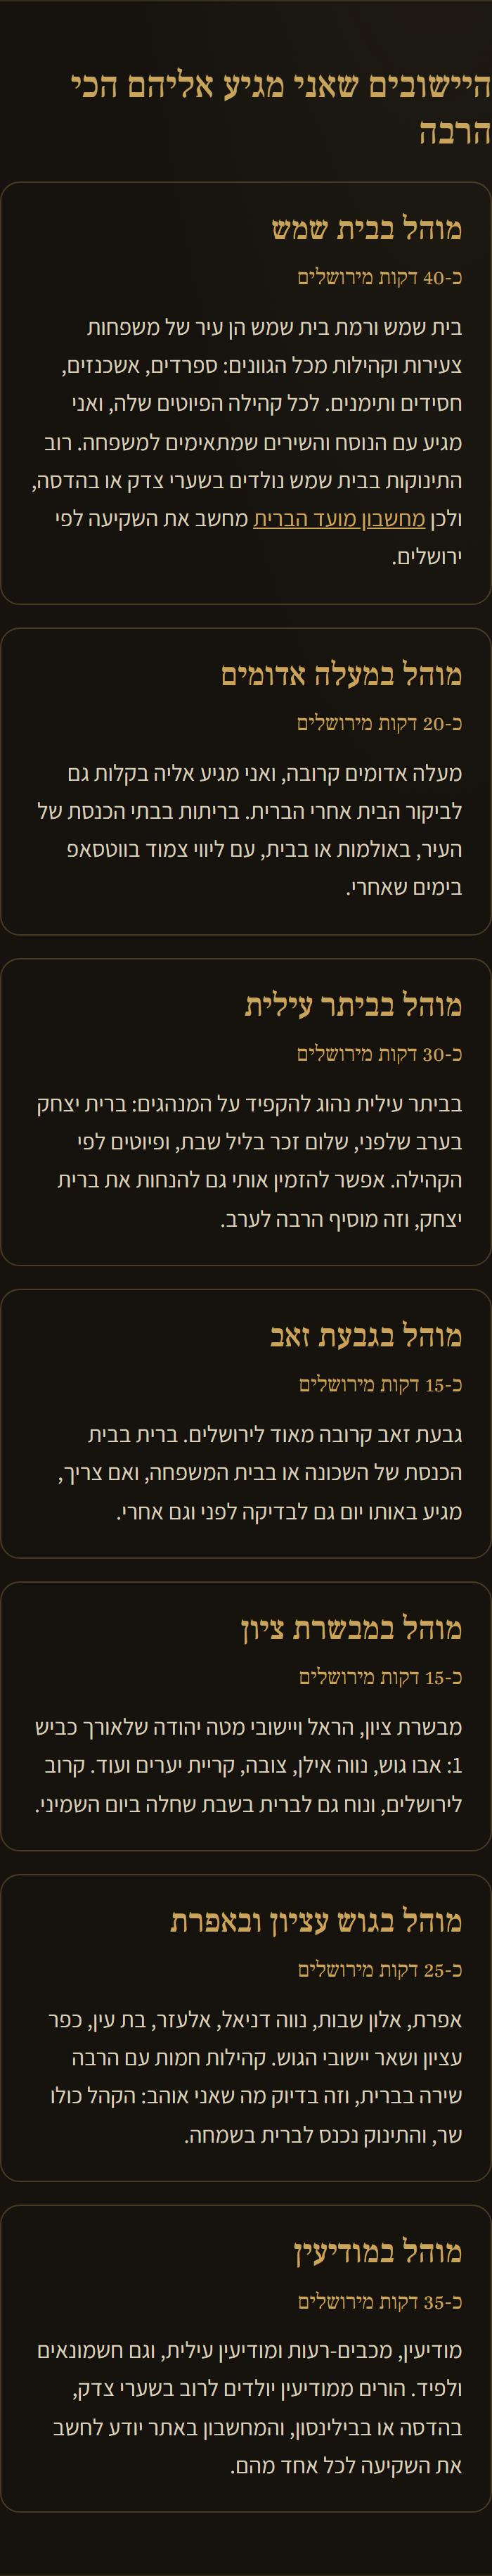 היישובים שאני מגיע אליהם הכי
הרבה
מוהל בבית שמש
כ-40 דקות מירושלים
בית שמש ורמת בית שמש הן עיר של משפחות
צעירות וקהילות מכל הגוונים: ספרדים, אשכנזים,
חסידים ותימנים. לכל קהילה הפיוטים שלה, ואני
מגיע עם הנוסח והשירים שמתאימים למשפחה. רוב
התינוקות בבית שמש נולדים בשערי צדק או בהדסה,
ולכן מחשבון מועד הברית מחשב את השקיעה לפי
ירושלים.
מוהל במעלה אדומים
כ-20 דקות מירושלים
מעלה אדומים קרובה, ואני מגיע אליה בקלות גם
לביקור הבית אחרי הברית. בריתות בבתי הכנסת של
העיר, באולמות או בבית, עם ליווי צמוד בווטסאפ
בימים שאחרי.
מוהל בביתר עילית
כ-30 דקות מירושלים
בביתר עילית נהוג להקפיד על המנהגים: ברית יצחק
בערב שלפני, שלום זכר בליל שבת, ופיוטים לפי
הקהילה. אפשר להזמין אותי גם להנחות את ברית
יצחק, וזה מוסיף הרבה לערב.
מוהל בגבעת זאב
כ-15 דקות מירושלים
גבעת זאב קרובה מאוד לירושלים. ברית בבית
הכנסת של השכונה או בבית המשפחה, ואם צריך,
מגיע באותו יום גם לבדיקה לפני וגם אחרי.
מוהל במבשרת ציון
כ-15 דקות מירושלים
מבשרת ציון, הראל ויישובי מטה יהודה שלאורך כביש
1: אבו גוש, נווה אילן, צובה, קריית יערים ועוד. קרוב
לירושלים, ונוח גם לברית בשבת שחלה ביום השמיני.
מוהל בגוש עציון ובאפרת
כ-25 דקות מירושלים
אפרת, אלון שבות, נווה דניאל, אלעזר, בת עין, כפר
עציון ושאר יישובי הגוש. קהילות חמות עם הרבה
שירה בברית, וזה בדיוק מה שאני אוהב: הקהל כולו
שר, והתינוק נכנס לברית בשמחה.
מוהל במודיעין
כ-35 דקות מירושלים
מודיעין, מכבים-רעות ומודיעין עילית, וגם חשמונאים
ולפיד. הורים ממודיעין יולדים לרוב בשערי צדק,
בהדסה או בבילינסון, והמחשבון באתר יודע לחשב
את השקיעה לכל אחד מהם.